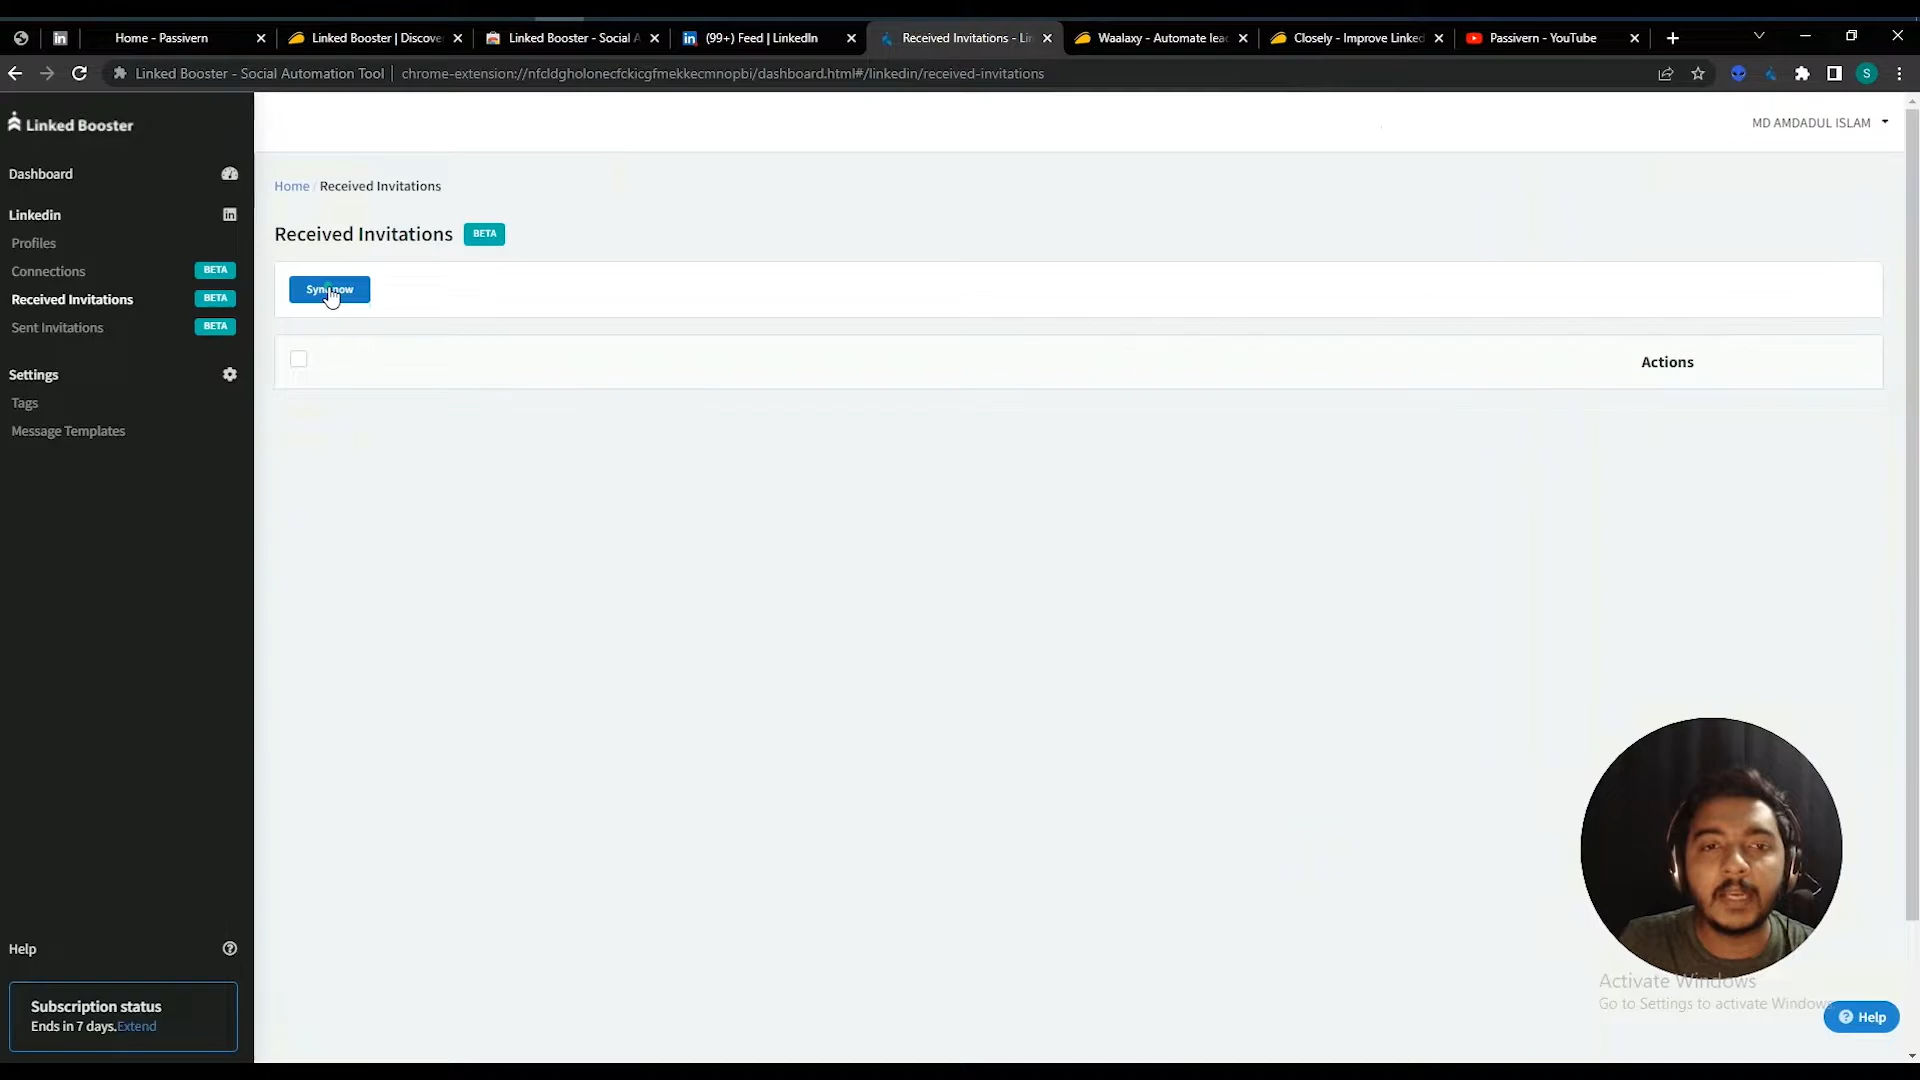 Home - Passivern
Linked Booster | Discove
Linked Booster - Social A
(99+) Feed | LinkedIn
Received Invitations - Lin
Waalaxy - Automate lea
Closely - Improve Linked
Passivern - YouTube
Linked Booster - Social Automation Tool | chrome-extension://nfcldgholonecfckicgfmekkecmnopbi/dashboard.html#/linkedin/received-invitations
S
Linked Booster
MD AMDADUL ISLAM
Dashboard
Linkedin
Profiles
Connections BETA
Received Invitations BETA
Sent Invitations BETA
Settings
Tags
Message Templates
Help
Subscription status
Ends in 7 days.Extend
Home / Received Invitations
Received Invitations BETA
Sync now
Actions
Activate Windows
Go to Settings to activate Windows
Help